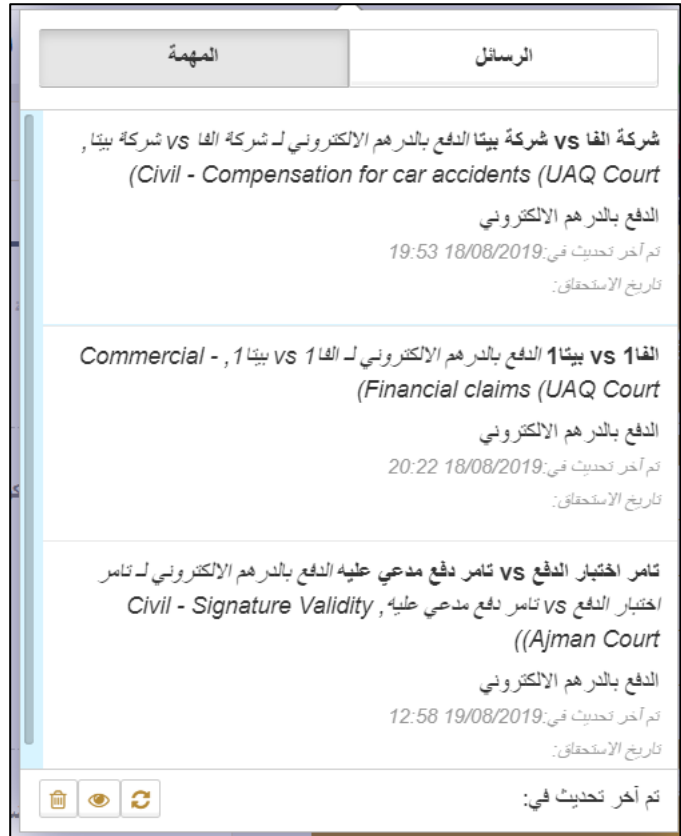 الرسائل
المهمة
شركة الفا vs شركة بيتا الدفع بالدرهم الالكتروني لـ شركة الفا vs شركة بيتا ,
Civil - Compensation for car accidents (UAQ Court)
الدفع بالدرهم الالكتروني
تم آخر تحديث في:18/08/2019 19:53
تاريخ الاستحقاق:
الفا1 vs بيتا1 الدفع بالدرهم الالكتروني لـ الفا1 vs بيتا1, Commercial -
Financial claims (UAQ Court)
الدفع بالدرهم الالكتروني
تم آخر تحديث في:18/08/2019 20:22
تاريخ الاستحقاق:
تامر اختبار الدفع vs تامر دفع مدعي عليه الدفع بالدرهم الالكتروني لـ تامر
اختبار الدفع vs تامر دفع مدعي عليه, Civil - Signature Validity
(Ajman Court)
الدفع بالدرهم الالكتروني
تم آخر تحديث في:19/08/2019 12:58
تاريخ الاستحقاق:
تم آخر تحديث في: